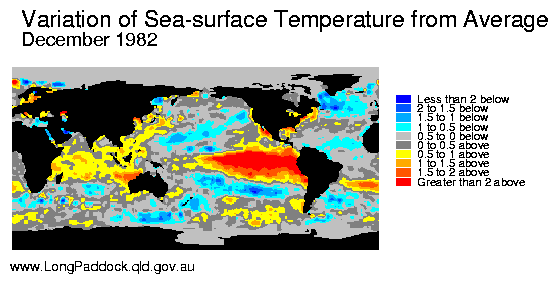 Variation of Sea-surface Temperature from Average
December 1982
Less than 2 below
2 to 1.5 below
1.5 to 1 below
1 to 0.5 below
0.5 to 0 below
0 to 0.5 above
0.5 to 1 above
1 to 1.5 above
1.5 to 2 above
Greater than 2 above
www.LongPaddock.qld.gov.au